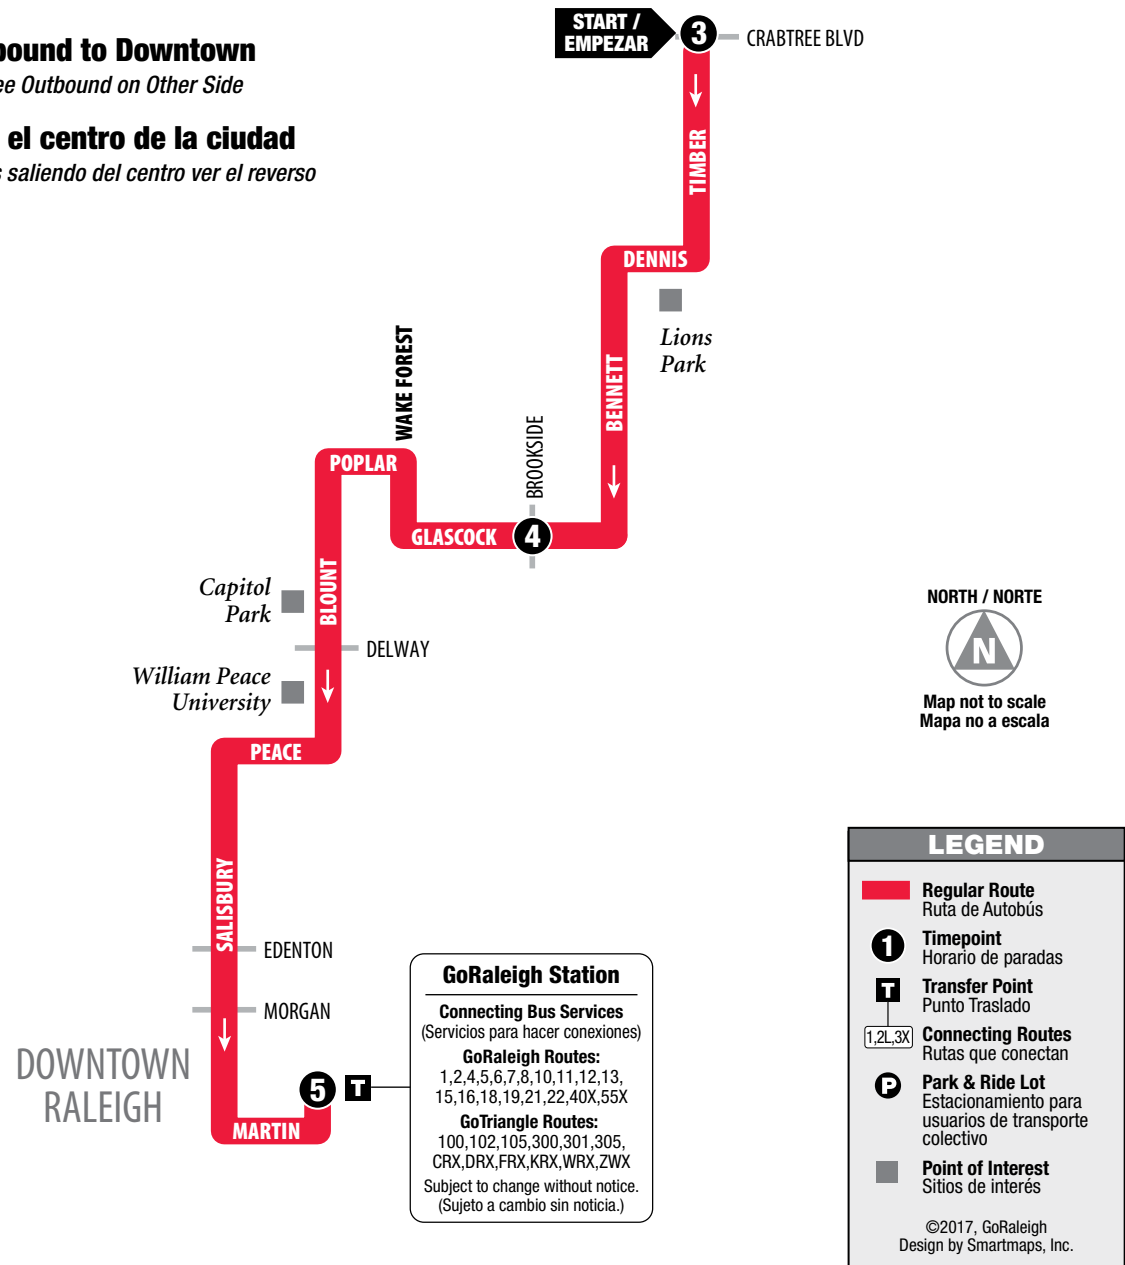 START /
EMPEZAR
3
CRABTREE BLVD
bound to Downtown
ee Outbound on Other Side
el centro de la ciudad
s saliendo del centro ver el reverso
TIMBER
DENNIS
Lions
Park
BENNETT
WAKE FOREST
BROOKSIDE
POPLAR
GLASCOCK
4
BLOUNT
Capitol
Park
DELWAY
William Peace
University
PEACE
SALISBURY
EDENTON
MORGAN
DOWNTOWN
RALEIGH
5
T
MARTIN
GoRaleigh Station
Connecting Bus Services
(Servicios para hacer conexiones)
GoRaleigh Routes:
1,2,4,5,6,7,8,10,11,12,13,
15,16,18,19,21,22,40X,55X
GoTriangle Routes:
100,102,105,300,301,305,
CRX,DRX,FRX,KRX,WRX,ZWX
Subject to change without notice.
(Sujeto a cambio sin noticia.)
NORTH / NORTE
N
Map not to scale
Mapa no a escala
LEGEND
Regular Route
Ruta de Autobús
1
Timepoint
Horario de paradas
T
Transfer Point
Punto Traslado
1,2L,3X
Connecting Routes
Rutas que conectan
P
Park & Ride Lot
Estacionamiento para
usuarios de transporte
colectivo
Point of Interest
Sitios de interés
©2017, GoRaleigh
Design by Smartmaps, Inc.